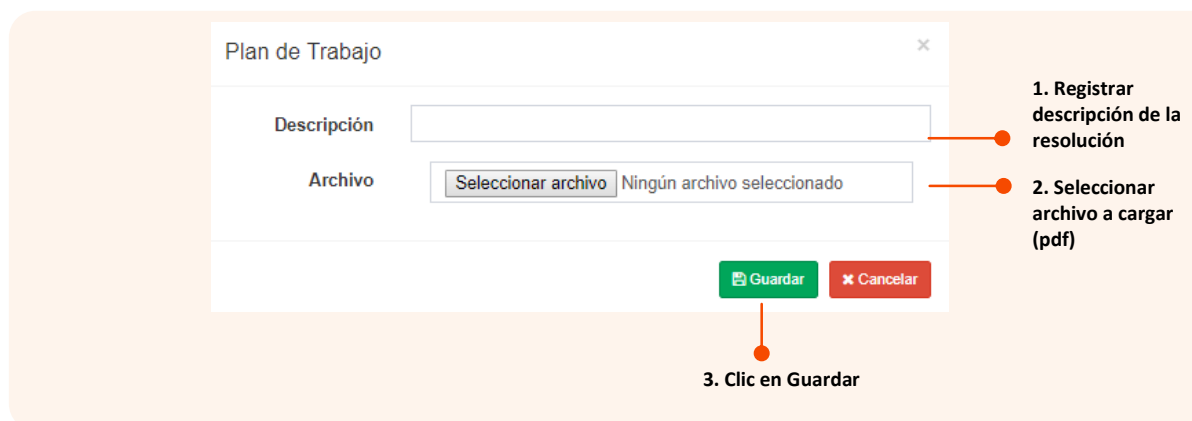 Plan de Trabajo
×
Descripción
1. Registrar
descripción de la
resolución
Archivo
Seleccionar archivo Ningún archivo seleccionado
2. Seleccionar
archivo a cargar
(pdf)
Guardar
Cancelar
3. Clic en Guardar